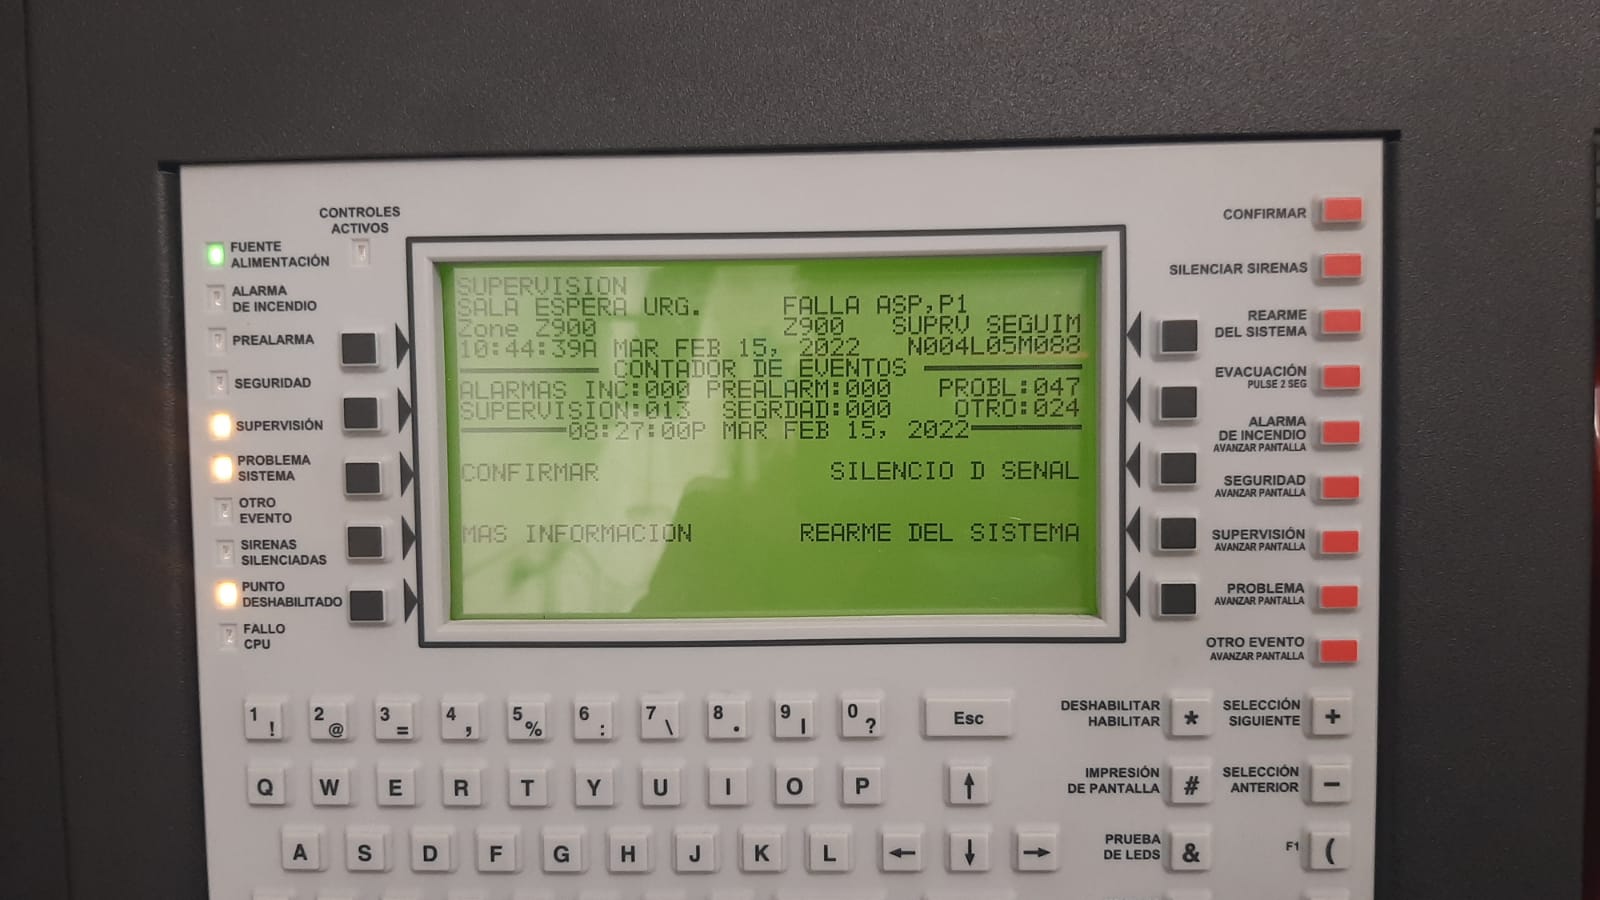 CONTROLES
ACTIVOS
FUENTE
ALIMENTACIÓN
ALARMA
DE INCENDIO
PREALARMA
SEGURIDAD
SUPERVISIÓN
PROBLEMA
SISTEMA
OTRO
EVENTO
SIRENAS
SILENCIADAS
PUNTO
DESHABILITADO
FALLO
CPU
SUPERVISION
SALA ESPERA URG. FALLA ASP,P1
Zone Z900 Z900 SUPRV SEGUIM
10:44:39A MAR FEB 15, 2022 N004L05M088
CONTADOR DE EVENTOS
ALARMAS INC:000 PREALARM:000 PROBL:047
SUPERVISION:013 SEGRDAD:000 OTRO:024
08:27:00P MAR FEB 15, 2022
CONFIRMAR SILENCIO D SENAL
MAS INFORMACION REARME DEL SISTEMA
CONFIRMAR
SILENCIAR SIRENAS
REARME
DEL SISTEMA
EVACUACIÓN
PULSE 2 SEG
ALARMA
DE INCENDIO
AVANZAR PANTALLA
SEGURIDAD
AVANZAR PANTALLA
SUPERVISIÓN
AVANZAR PANTALLA
PROBLEMA
AVANZAR PANTALLA
OTRO EVENTO
AVANZAR PANTALLA
1 ! 2 @ 3 = 4 , 5 % 6 : 7 \ 8 . 9 | 0 ? Esc
DESHABILITAR
HABILITAR
*
SELECCIÓN
SIGUIENTE
+
Q W E R T Y U I O P ↑
IMPRESIÓN
DE PANTALLA
#
SELECCIÓN
ANTERIOR
−
A S D F G H J K L ← ↓ →
PRUEBA
DE LEDS
&
F1 (